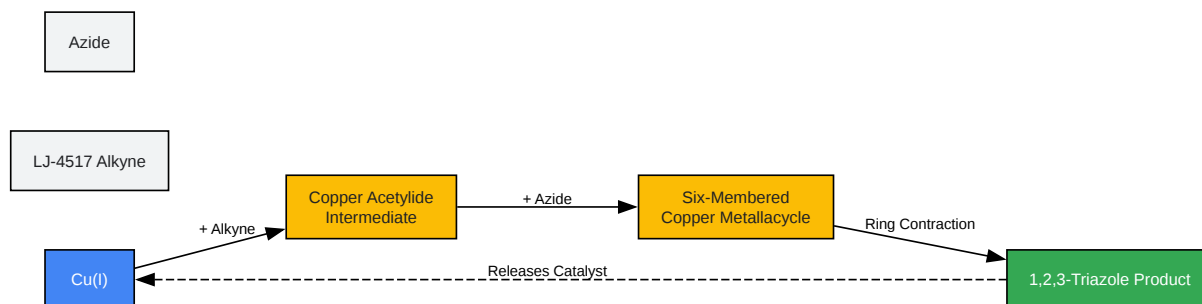 Azide
LJ-4517 Alkyne
Copper Acetylide
Intermediate
+ Azide
Six-Membered
Copper Metallacycle
+ Alkyne
Ring Contraction
Cu(I)
Releases Catalyst
1,2,3-Triazole Product